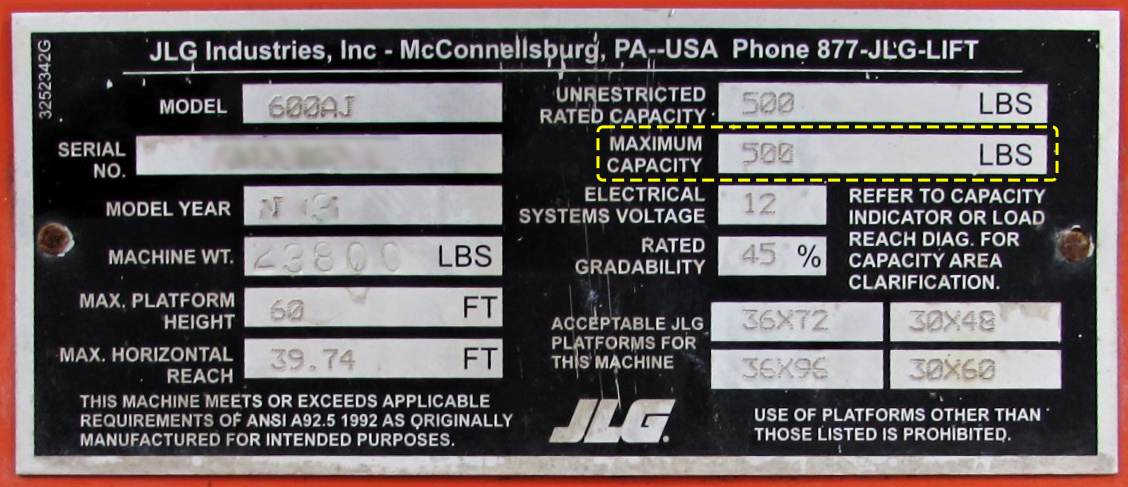 JLG Industries, Inc - McConnellsburg, PA--USA Phone 877-JLG-LIFT
3252342G
MODEL 600AJ
SERIAL
NO.
MODEL YEAR
MACHINE WT. 23800 LBS
MAX. PLATFORM
HEIGHT 60 FT
MAX. HORIZONTAL
REACH 39.74 FT
THIS MACHINE MEETS OR EXCEEDS APPLICABLE
REQUIREMENTS OF ANSI A92.5 1992 AS ORIGINALLY
MANUFACTURED FOR INTENDED PURPOSES.
UNRESTRICTED
RATED CAPACITY 500 LBS
MAXIMUM
CAPACITY 500 LBS
ELECTRICAL
SYSTEMS VOLTAGE 12
RATED
GRADABILITY 45 %
REFER TO CAPACITY
INDICATOR OR LOAD
REACH DIAG. FOR
CAPACITY AREA
CLARIFICATION.
ACCEPTABLE JLG
PLATFORMS FOR
THIS MACHINE
36X72 30X48
36X96 30X60
JLG
USE OF PLATFORMS OTHER THAN
THOSE LISTED IS PROHIBITED.